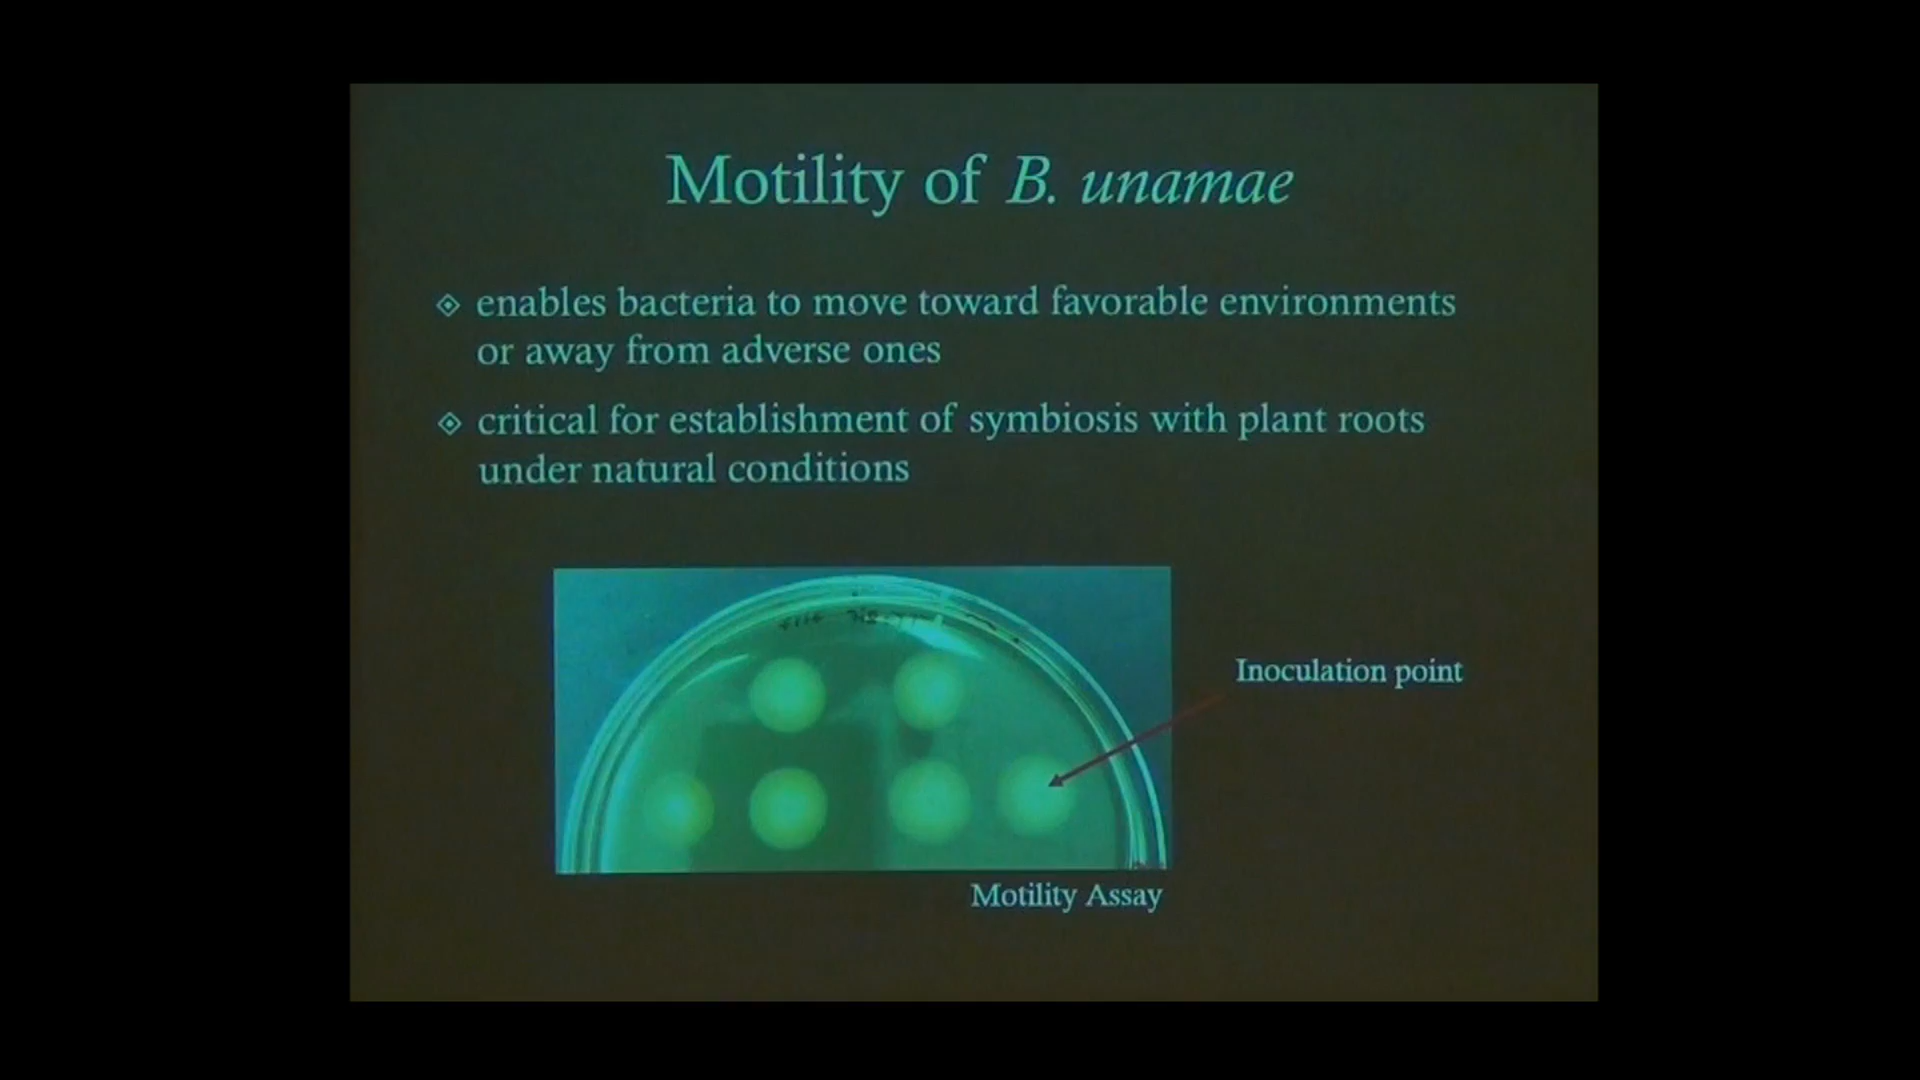 Motility of B. unamae
enables bacteria to move toward favorable environments
or away from adverse ones
critical for establishment of symbiosis with plant roots
under natural conditions
Inoculation point
Motility Assay